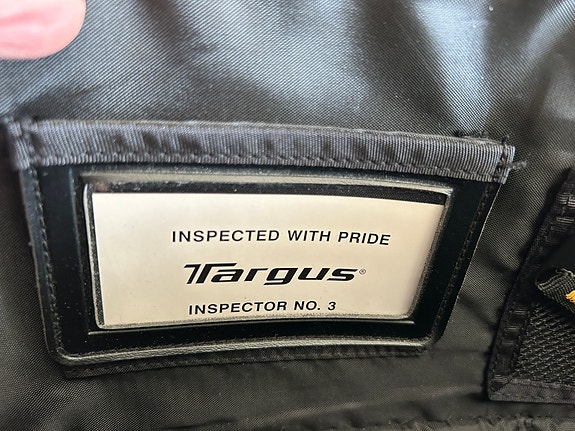 INSPECTED WITH PRIDE
Targus®
INSPECTOR NO. 3